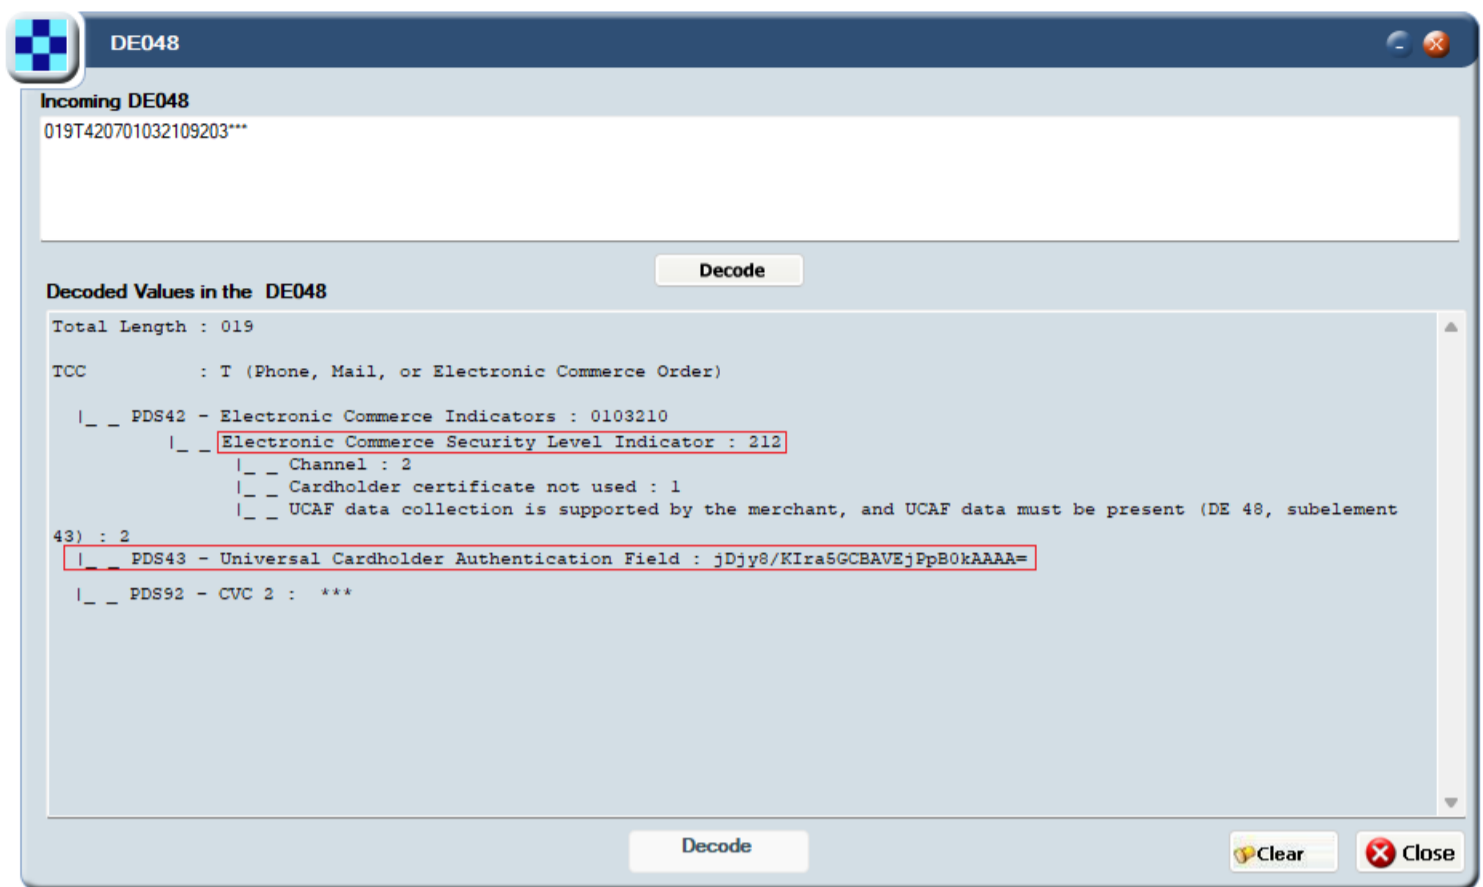 DE048
Incoming DE048
019T420701032109203***
Decode
Decoded Values in the DE048
Total Length : 019
TCC : T (Phone, Mail, or Electronic Commerce Order)
|_ _ PDS42 - Electronic Commerce Indicators : 0103210
|_ _ Electronic Commerce Security Level Indicator : 212
|_ _ Channel : 2
|_ _ Cardholder certificate not used : 1
|_ _ UCAF data collection is supported by the merchant, and UCAF data must be present (DE 48, subelement
43) : 2
|_ _ PDS43 - Universal Cardholder Authentication Field : jDjy8/KIra5GCBAVEjPpB0kAAAA=
|_ _ PDS92 - CVC 2 : ***
Decode
Clear
Close